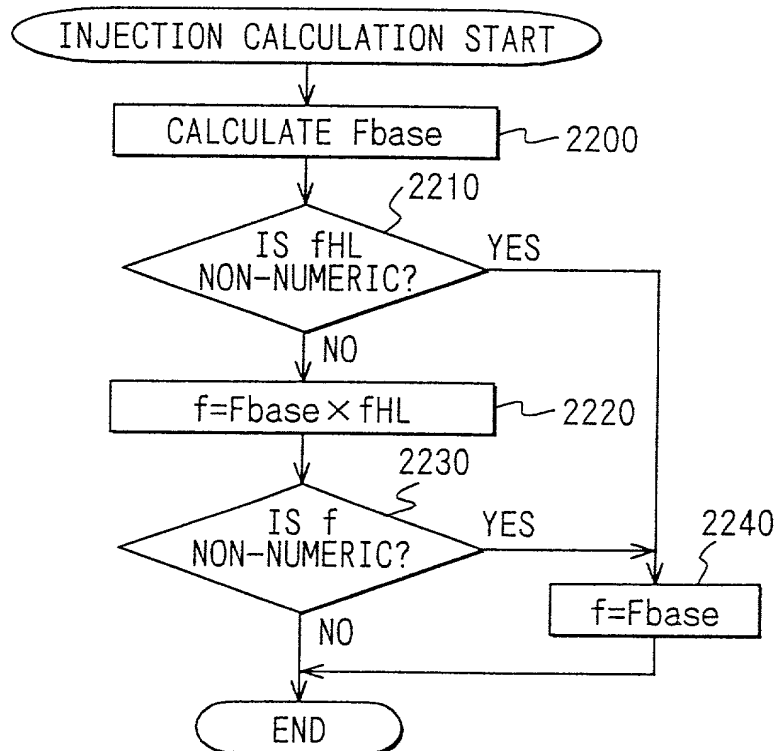 INJECTION CALCULATION START
CALCULATE Fbase
2200
2210
IS fHL
NON-NUMERIC?
YES
NO
f=Fbase×fHL
2220
2230
IS f
NON-NUMERIC?
YES
2240
f=Fbase
NO
END